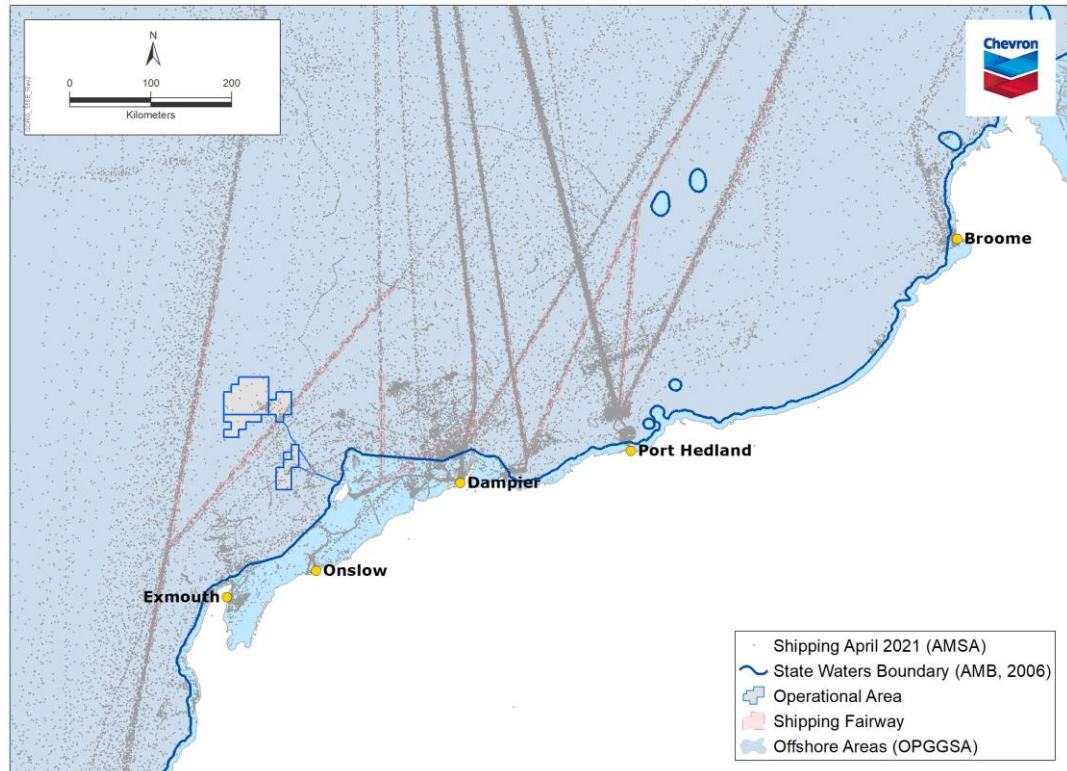 N
0 100 200
Kilometers
Chevron
Broome
Port Hedland
Dampier
Onslow
Exmouth
Shipping April 2021 (AMSA)
State Waters Boundary (AMB, 2006)
Operational Area
Shipping Fairway
Offshore Areas (OPGGSA)